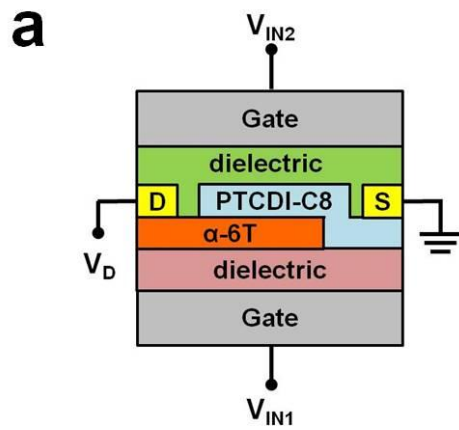 a
V_IN2
Gate
dielectric
D PTCDI-C8 S
α-6T
V_D
dielectric
Gate
V_IN1